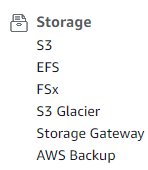 Storage
S3
EFS
FSx
S3 Glacier
Storage Gateway
AWS Backup